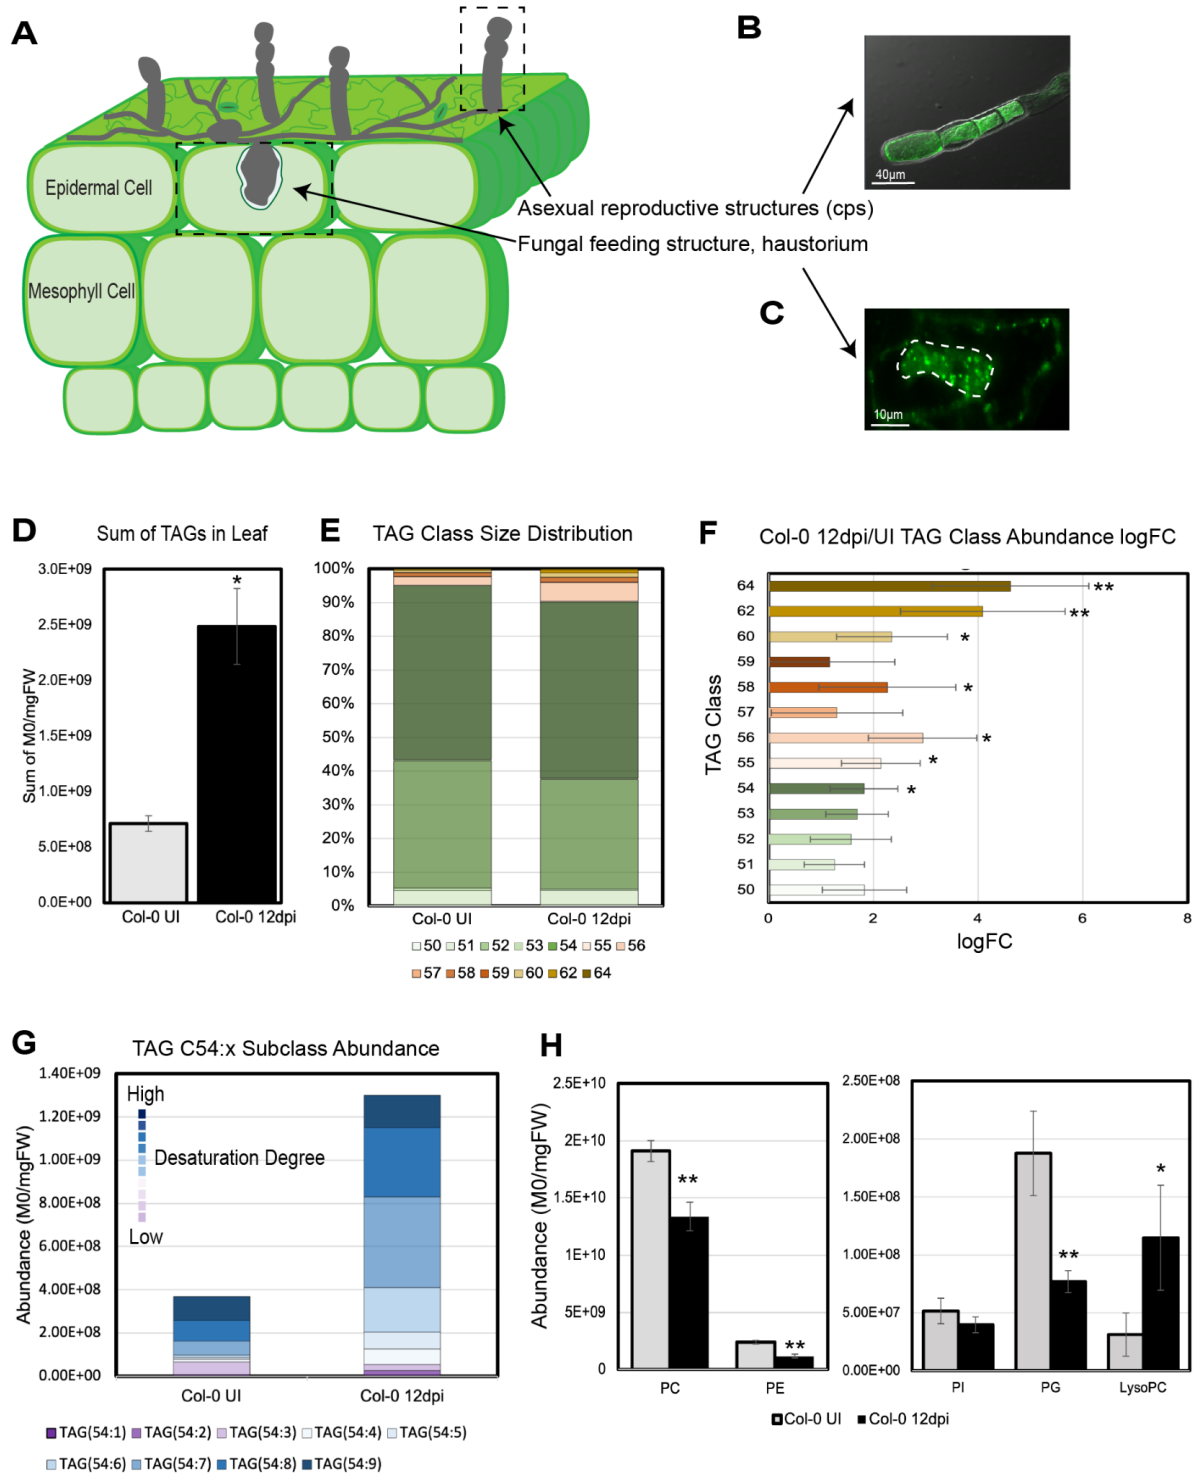 A
B
Epidermal Cell
40µm
Asexual reproductive structures (cps)
Fungal feeding structure, haustorium
Mesophyll Cell
C
10µm
D
Sum of TAGs in Leaf
3.0E+09
2.5E+09
2.0E+09
1.5E+09
1.0E+09
5.0E+08
0.0E+00
Sum of M0/mgFW
*
Col-0 UI
Col-0 12dpi
E
TAG Class Size Distribution
100%
90%
80%
70%
60%
50%
40%
30%
20%
10%
0%
Col-0 UI
Col-0 12dpi
50 51 52 53 54 55 56
57 58 59 60 62 64
F
Col-0 12dpi/UI TAG Class Abundance logFC
TAG Class
64 **
62 **
60 *
59
58 *
57
56 *
55 *
54 *
53
52
51
50
0 2 4 6 8
logFC
G
TAG C54:x Subclass Abundance
Abundance (M0/mgFW)
1.40E+09
1.20E+09
1.00E+09
8.00E+08
6.00E+08
4.00E+08
2.00E+08
0.00E+00
High
Desaturation Degree
Low
Col-0 UI
Col-0 12dpi
TAG(54:1) TAG(54:2) TAG(54:3) TAG(54:4) TAG(54:5)
TAG(54:6) TAG(54:7) TAG(54:8) TAG(54:9)
H
Abundance (M0/mgFW)
2.5E+10
2E+10
1.5E+10
1E+10
5E+09
0
**
**
PC
PE
2.50E+08
2.00E+08
1.50E+08
1.00E+08
5.00E+07
0.00E+00
**
*
PI
PG
LysoPC
Col-0 UI Col-0 12dpi